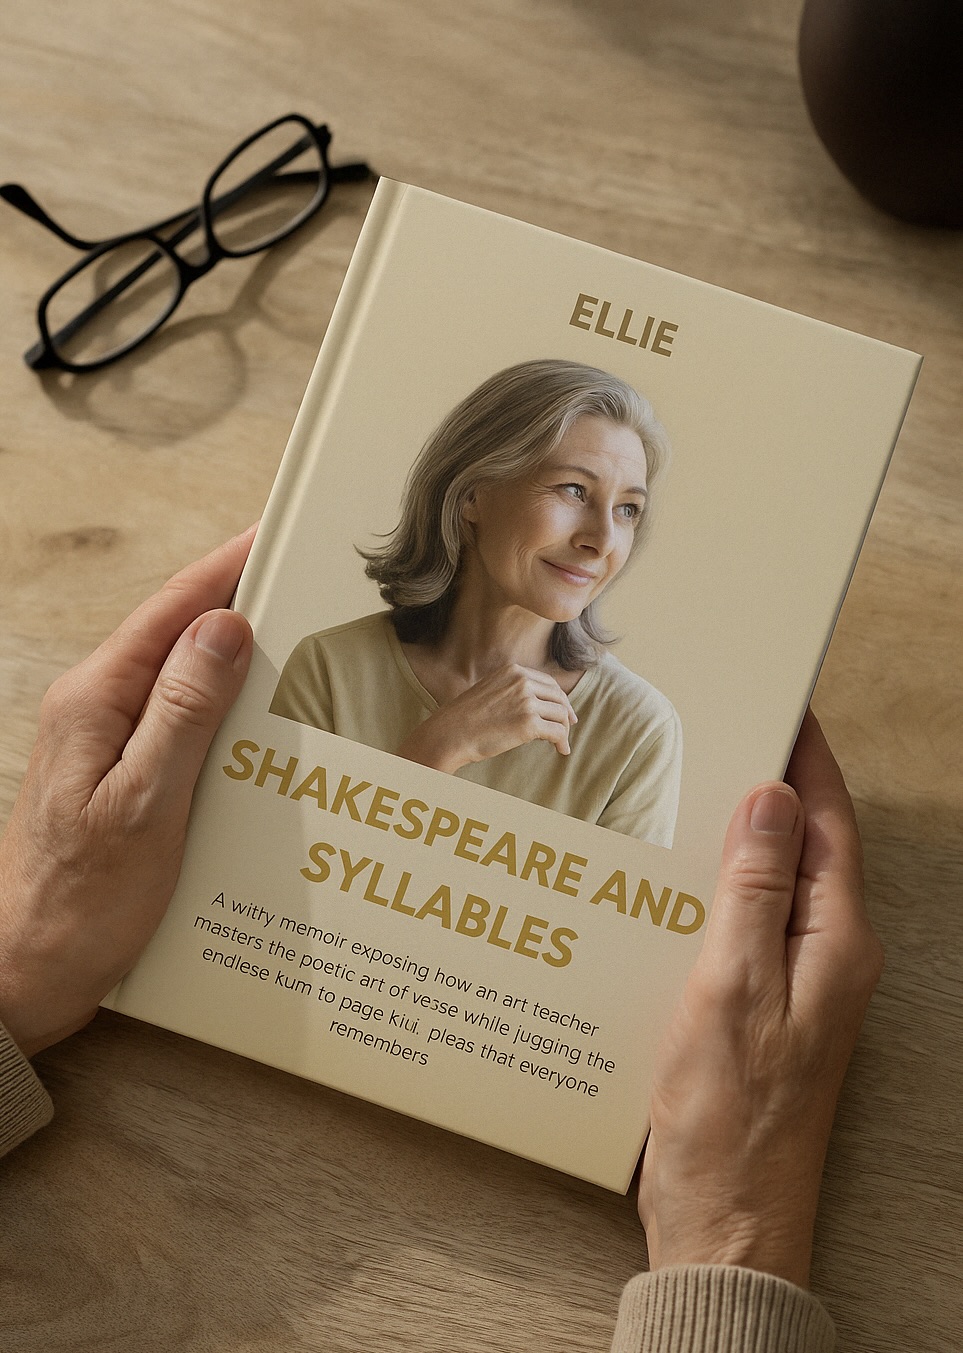 ELLIE
SHAKESPEARE AND
SYLLABLES
A witty memoir exposing how an art teacher
masters the poetic art of vesse while jugging the
endlese kum to page kiui. pleas that everyone
remembers